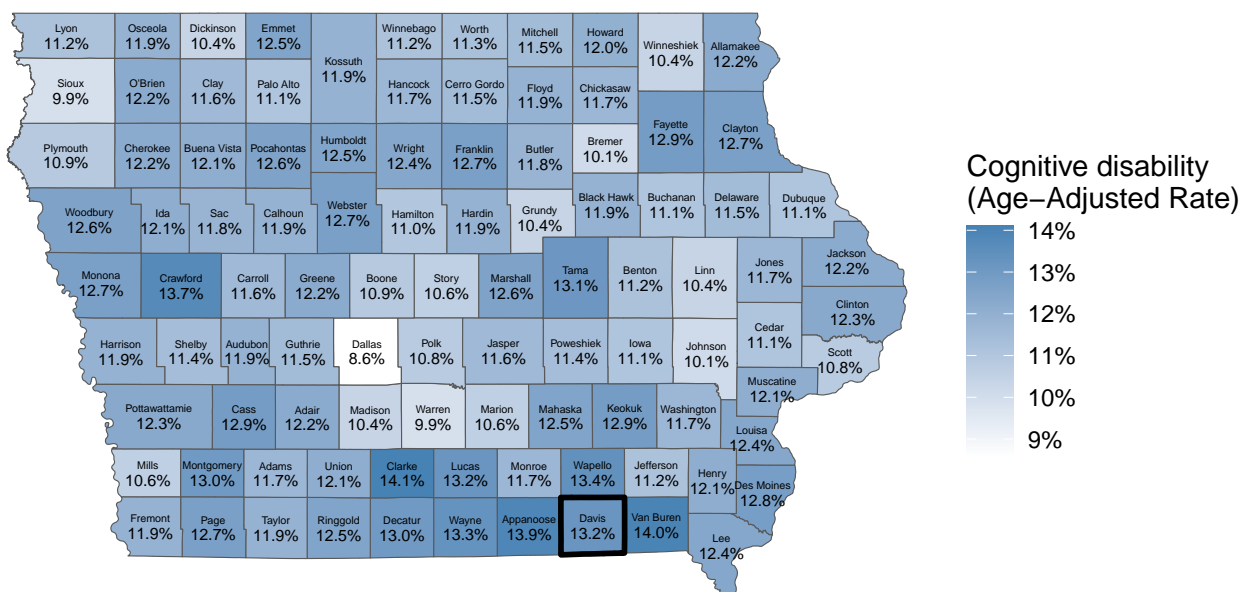 Lyon
11.2%
Osceola
11.9%
Dickinson
10.4%
Emmet
12.5%
Kossuth
11.9%
Winnebago
11.2%
Worth
11.3%
Mitchell
11.5%
Howard
12.0%
Winneshiek
10.4%
Allamakee
12.2%
Sioux
9.9%
O'Brien
12.2%
Clay
11.6%
Palo Alto
11.1%
Hancock
11.7%
Cerro Gordo
11.5%
Floyd
11.9%
Chickasaw
11.7%
Plymouth
10.9%
Cherokee
12.2%
Buena Vista
12.1%
Pocahontas
12.6%
Humboldt
12.5%
Wright
12.4%
Franklin
12.7%
Butler
11.8%
Bremer
10.1%
Fayette
12.9%
Clayton
12.7%
Woodbury
12.6%
Ida
12.1%
Sac
11.8%
Calhoun
11.9%
Webster
12.7%
Hamilton
11.0%
Hardin
11.9%
Grundy
10.4%
Black Hawk
11.9%
Buchanan
11.1%
Delaware
11.5%
Dubuque
11.1%
Monona
12.7%
Crawford
13.7%
Carroll
11.6%
Greene
12.2%
Boone
10.9%
Story
10.6%
Marshall
12.6%
Tama
13.1%
Benton
11.2%
Linn
10.4%
Jones
11.7%
Jackson
12.2%
Clinton
12.3%
Harrison
11.9%
Shelby
11.4%
Audubon
11.9%
Guthrie
11.5%
Dallas
8.6%
Polk
10.8%
Jasper
11.6%
Poweshiek
11.4%
Iowa
11.1%
Johnson
10.1%
Cedar
11.1%
Scott
10.8%
Muscatine
12.1%
Pottawattamie
12.3%
Cass
12.9%
Adair
12.2%
Madison
10.4%
Warren
9.9%
Marion
10.6%
Mahaska
12.5%
Keokuk
12.9%
Washington
11.7%
Louisa
12.4%
Mills
10.6%
Montgomery
13.0%
Adams
11.7%
Union
12.1%
Clarke
14.1%
Lucas
13.2%
Monroe
11.7%
Wapello
13.4%
Jefferson
11.2%
Henry
12.1%
Des Moines
12.8%
Fremont
11.9%
Page
12.7%
Taylor
11.9%
Ringgold
12.5%
Decatur
13.0%
Wayne
13.3%
Appanoose
13.9%
Davis
13.2%
Van Buren
14.0%
Lee
12.4%
Cognitive disability
(Age−Adjusted Rate)
14%
13%
12%
11%
10%
9%